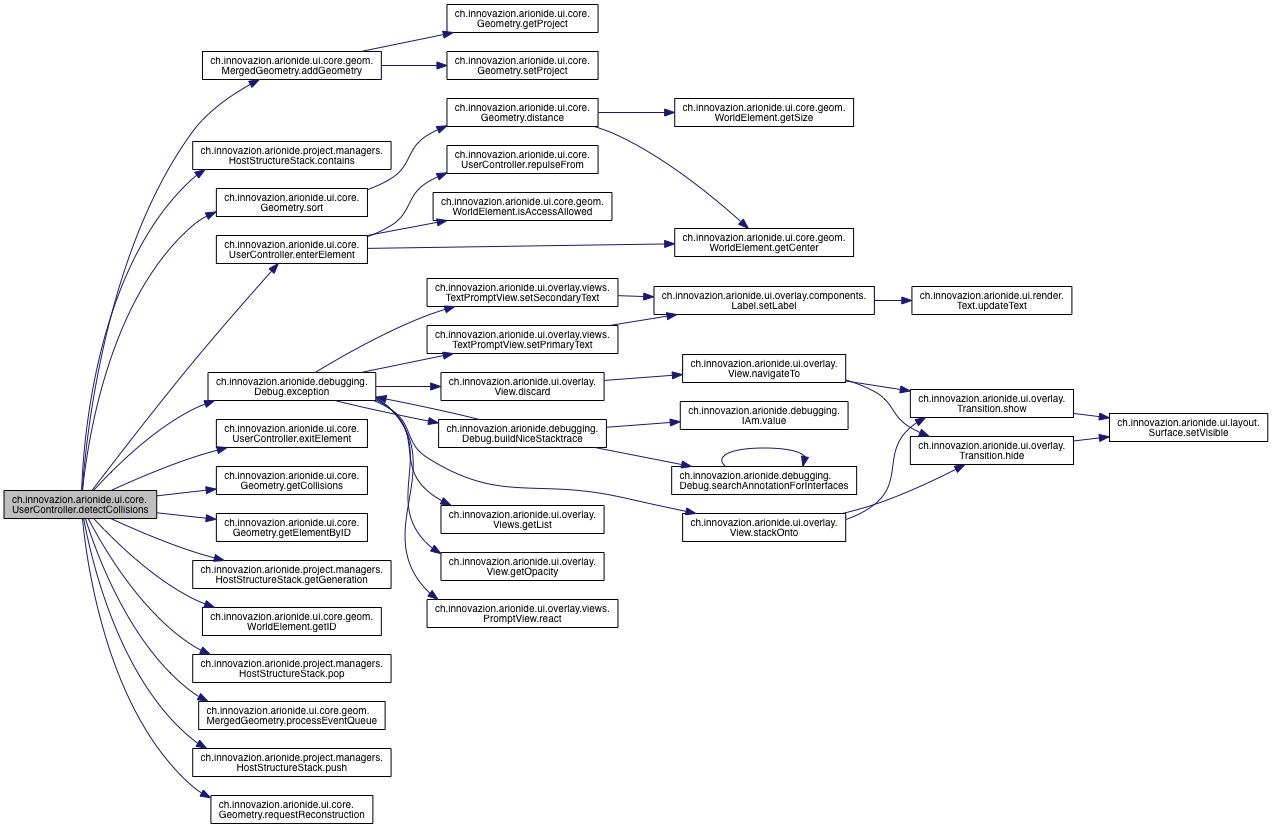 ch.innovazion.arionide.ui.core.
UserController.detectCollisions
ch.innovazion.arionide.ui.core.geom.
MergedGeometry.addGeometry
ch.innovazion.arionide.project.managers.
HostStructureStack.contains
ch.innovazion.arionide.ui.core.
Geometry.sort
ch.innovazion.arionide.ui.core.
UserController.enterElement
ch.innovazion.arionide.debugging.
Debug.exception
ch.innovazion.arionide.ui.core.
UserController.exitElement
ch.innovazion.arionide.ui.core.
Geometry.getCollisions
ch.innovazion.arionide.ui.core.
Geometry.getElementByID
ch.innovazion.arionide.project.managers.
HostStructureStack.getGeneration
ch.innovazion.arionide.ui.core.geom.
WorldElement.getID
ch.innovazion.arionide.project.managers.
HostStructureStack.pop
ch.innovazion.arionide.ui.core.geom.
MergedGeometry.processEventQueue
ch.innovazion.arionide.project.managers.
HostStructureStack.push
ch.innovazion.arionide.ui.core.
Geometry.requestReconstruction
ch.innovazion.arionide.ui.core.
Geometry.getProject
ch.innovazion.arionide.ui.core.
Geometry.setProject
ch.innovazion.arionide.ui.core.
Geometry.distance
ch.innovazion.arionide.ui.core.
UserController.repulseFrom
ch.innovazion.arionide.ui.core.geom.
WorldElement.isAccessAllowed
ch.innovazion.arionide.ui.overlay.views.
TextPromptView.setSecondaryText
ch.innovazion.arionide.ui.overlay.views.
TextPromptView.setPrimaryText
ch.innovazion.arionide.ui.overlay.
View.discard
ch.innovazion.arionide.debugging.
Debug.buildNiceStacktrace
ch.innovazion.arionide.ui.overlay.
Views.getList
ch.innovazion.arionide.ui.overlay.
View.getOpacity
ch.innovazion.arionide.ui.overlay.views.
PromptView.react
ch.innovazion.arionide.ui.core.geom.
WorldElement.getSize
ch.innovazion.arionide.ui.core.geom.
WorldElement.getCenter
ch.innovazion.arionide.ui.overlay.components.
Label.setLabel
ch.innovazion.arionide.ui.overlay.
View.navigateTo
ch.innovazion.arionide.debugging.
IAm.value
ch.innovazion.arionide.debugging.
Debug.searchAnnotationForInterfaces
ch.innovazion.arionide.ui.overlay.
View.stackOnto
ch.innovazion.arionide.ui.render.
Text.updateText
ch.innovazion.arionide.ui.overlay.
Transition.show
ch.innovazion.arionide.ui.overlay.
Transition.hide
ch.innovazion.arionide.ui.layout.
Surface.setVisible